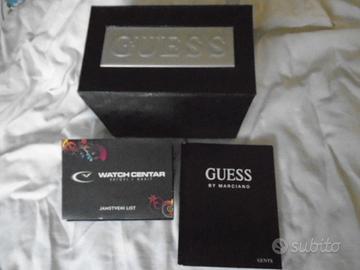 GUESS
WATCH CENTAR
JAMSTVENI LIST
GUESS
BY MARCIANO
GENTS
subito